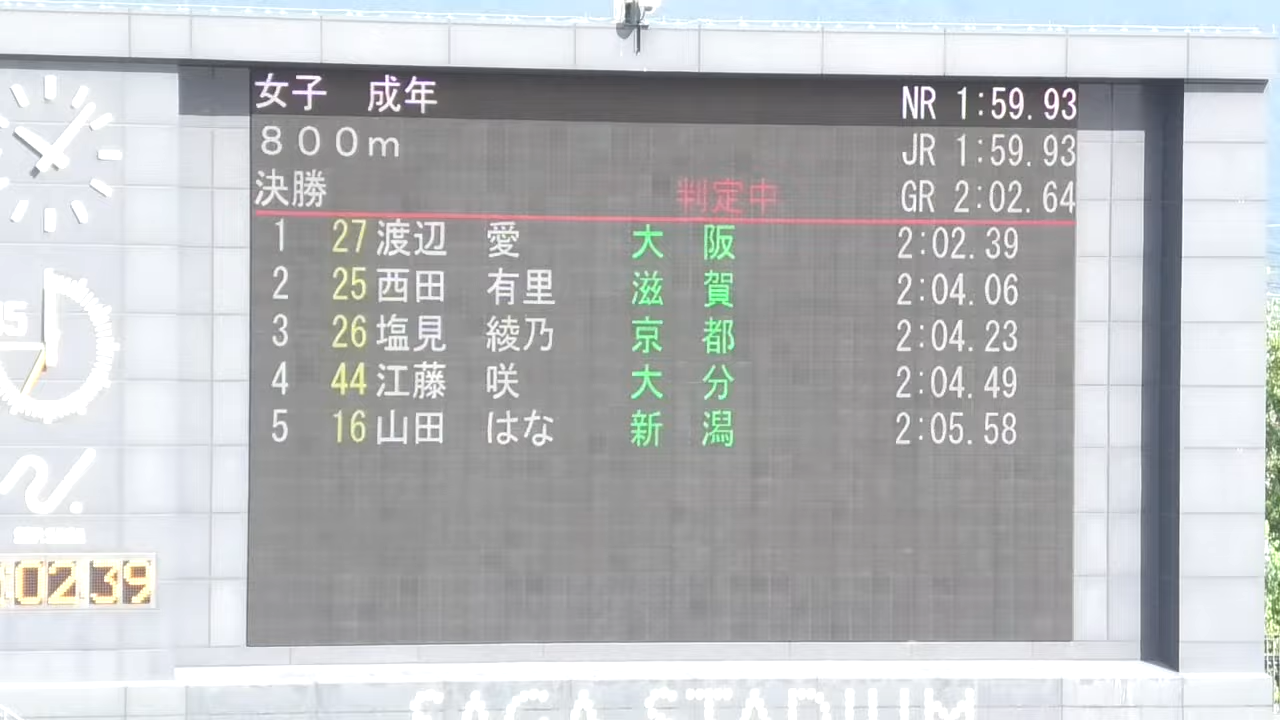 女子 成年 NR 1:59.93
800m JR 1:59.93
決勝 判定中 GR 2:02.64
1 27 渡辺 愛 大阪 2:02.39
2 25 西田 有里 滋賀 2:04.06
3 26 塩見 綾乃 京都 2:04.23
4 44 江藤 咲 大分 2:04.49
5 16 山田 はな 新潟 2:05.58
:02.39
SAGA STADIUM